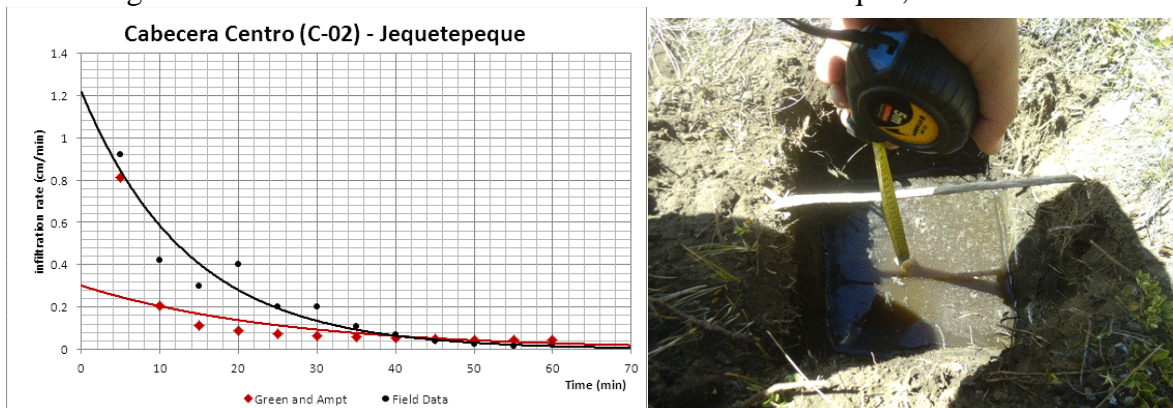 Cabecera Centro (C-02) - Jequetepeque
1.4
1.2
1
0.8
0.6
0.4
0.2
0
infiltration rate (cm/min)
0 10 20 30 40 50 60 70
Time (min)
Green and Ampt Field Data
5m